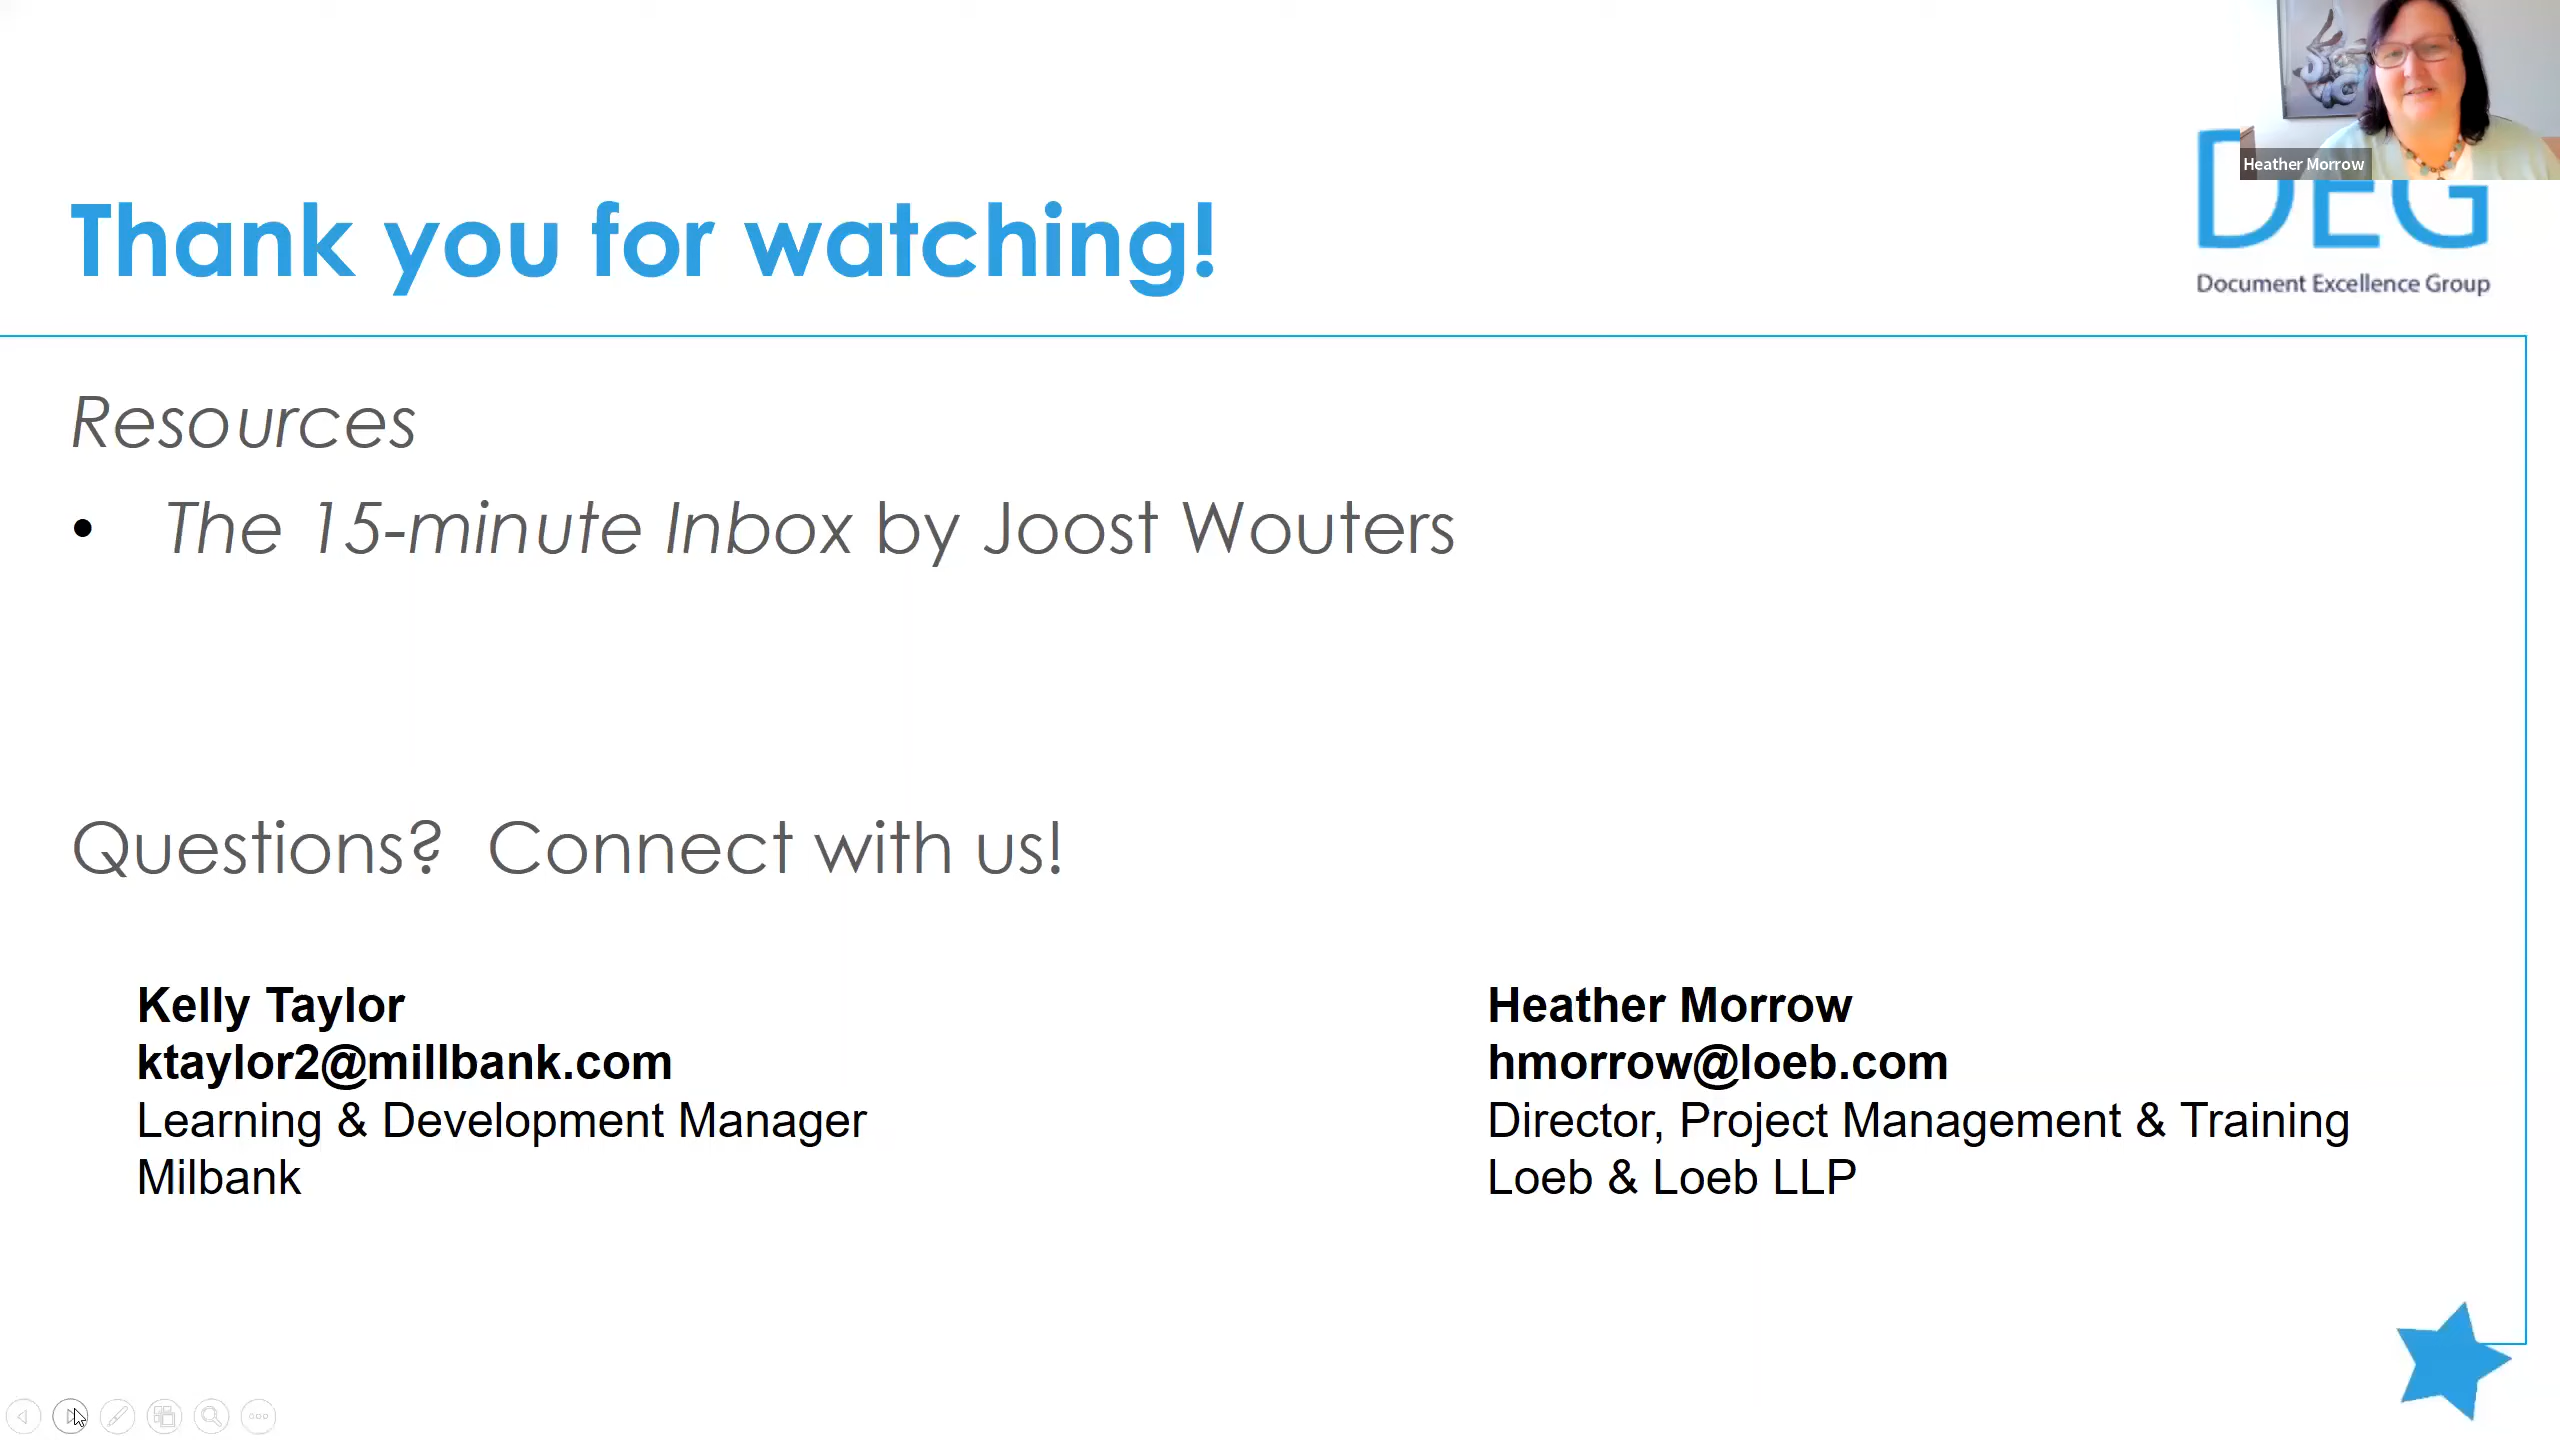 Heather Morrow
DEG
Document Excellence Group
Thank you for watching!
Resources
• The 15-minute Inbox by Joost Wouters
Questions? Connect with us!
Kelly Taylor
ktaylor2@millbank.com
Learning & Development Manager
Milbank
Heather Morrow
hmorrow@loeb.com
Director, Project Management & Training
Loeb & Loeb LLP